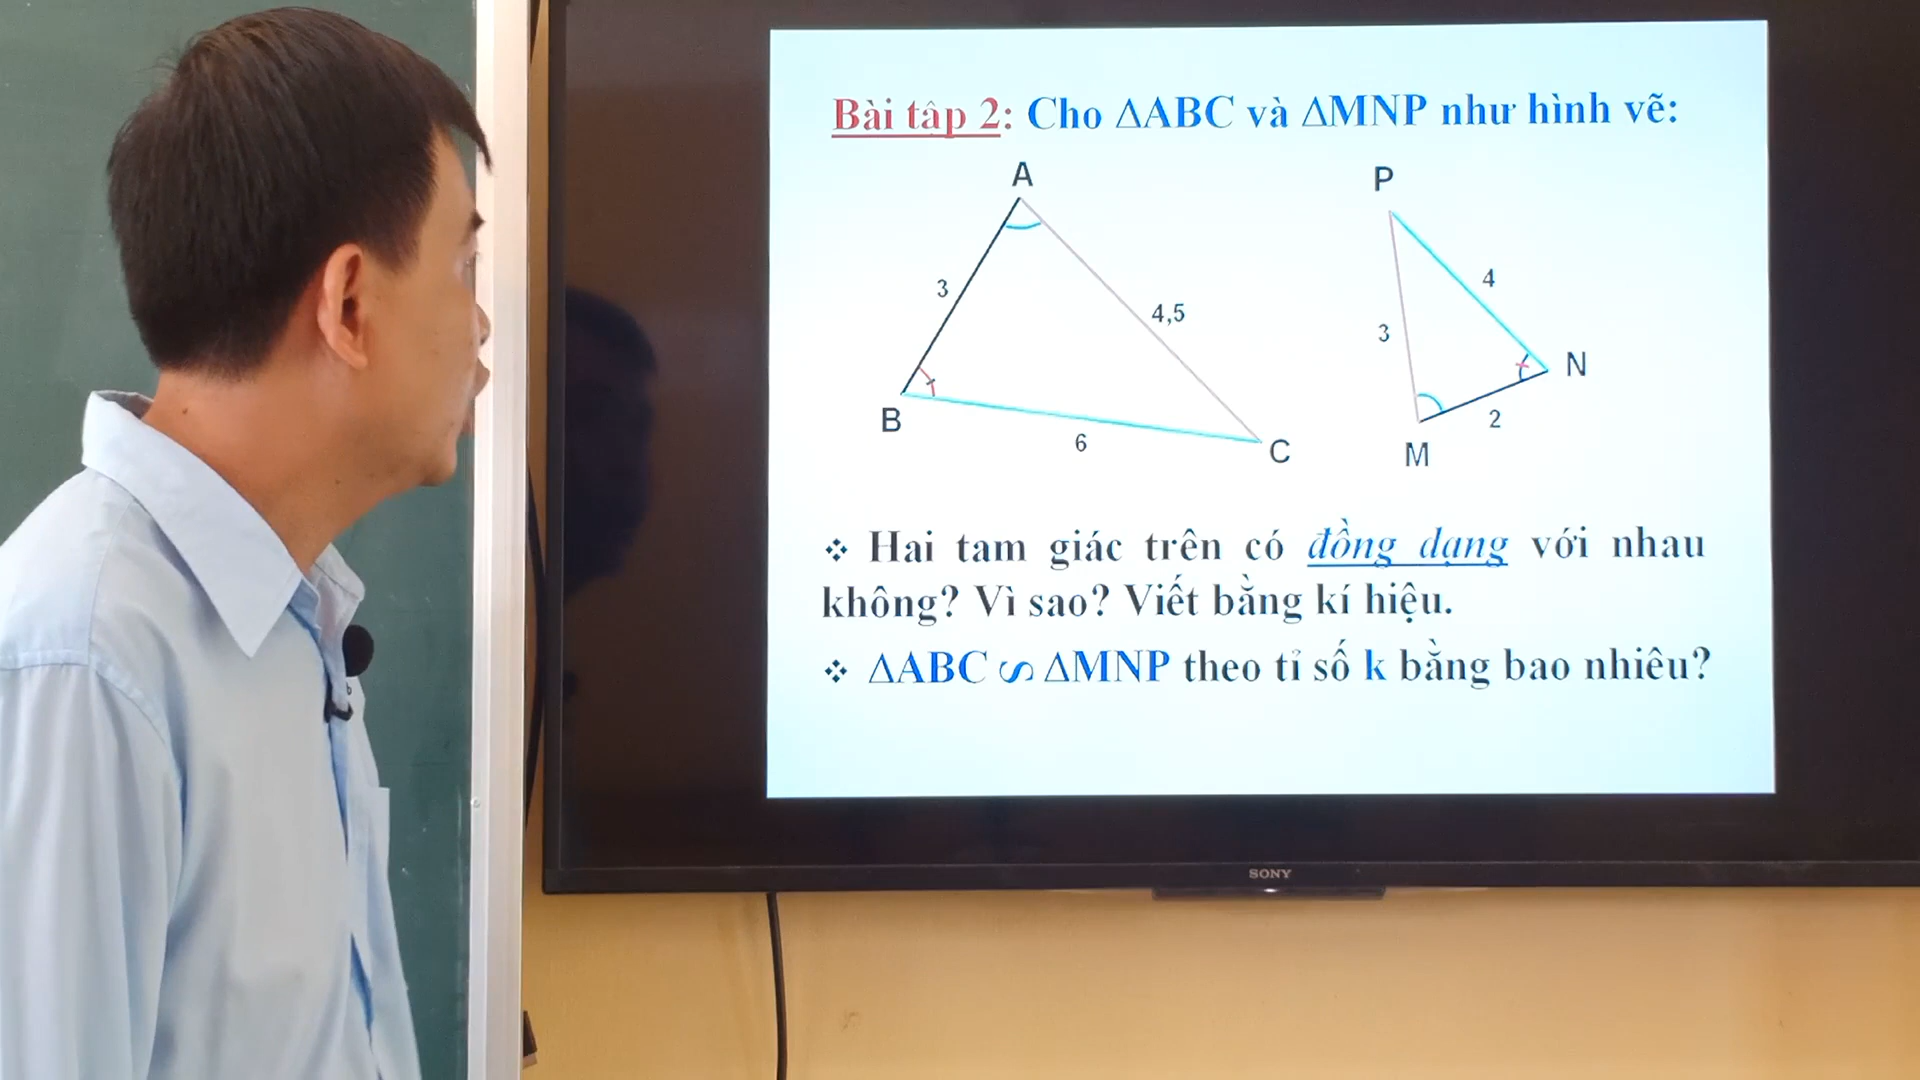 Bài tập 2: Cho ΔABC và ΔMNP như hình vẽ:
A
P
3
4,5
4
3
N
B
6
C
2
M
❖ Hai tam giác trên có đồng dạng với nhau
không? Vì sao? Viết bằng kí hiệu.
❖ ΔABC ᔕ ΔMNP theo tỉ số k bằng bao nhiêu?
SONY